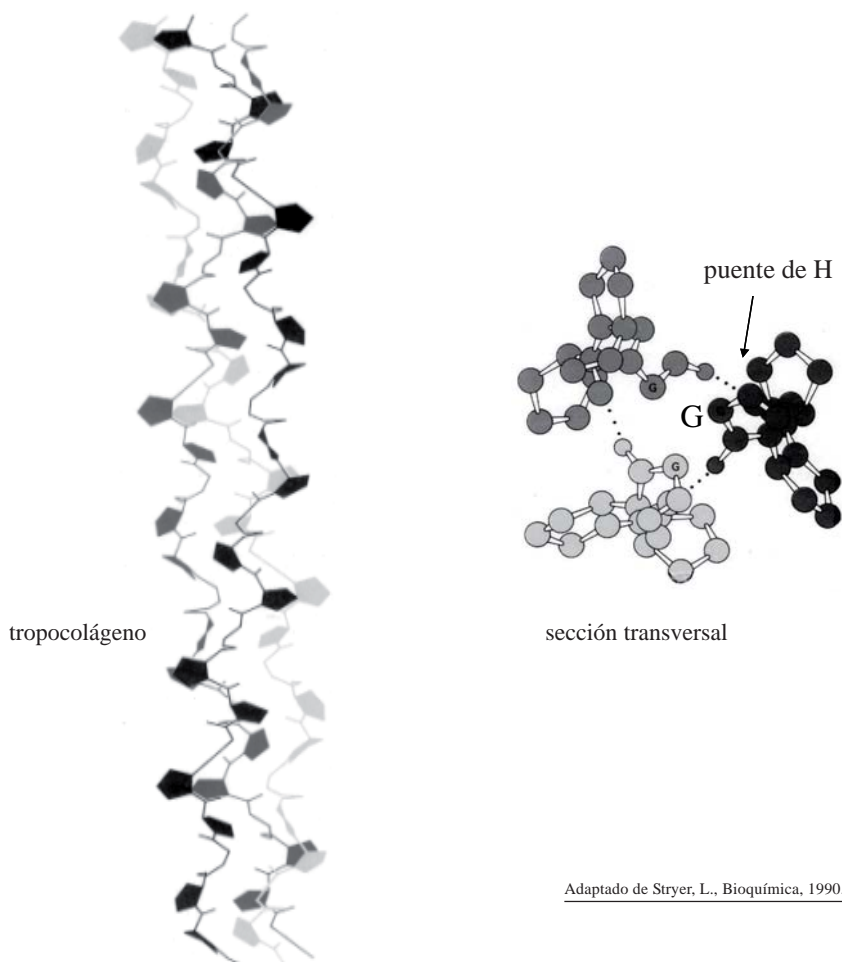 puente de H
G
G
G
G
tropocolágeno
sección transversal
Adaptado de Stryer, L., Bioquímica, 1990.